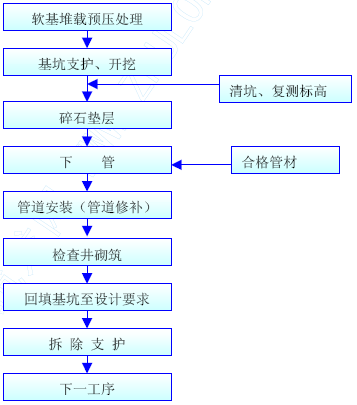 软基堆载预压处理
基坑支护、开挖
清坑、复测标高
碎石垫层
下 管
合格管材
管道安装（管道修补）
检查井砌筑
回填基坑至设计要求
拆 除 支 护
下一工序